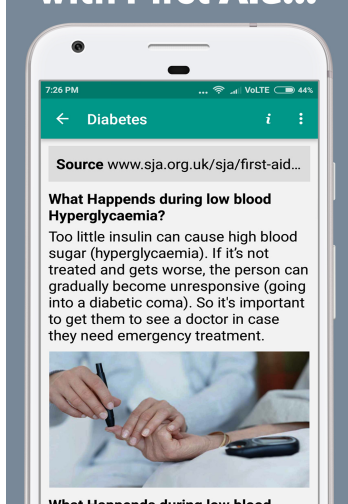 with First Aid...
7:26 PM ... VoLTE 44%
Diabetes i
Source www.sja.org.uk/sja/first-aid...
What Happends during low blood
Hyperglycaemia?
Too little insulin can cause high blood
sugar (hyperglycaemia). If it's not
treated and gets worse, the person can
gradually become unresponsive (going
into a diabetic coma). So it's important
to get them to see a doctor in case
they need emergency treatment.
What Happends during low blood